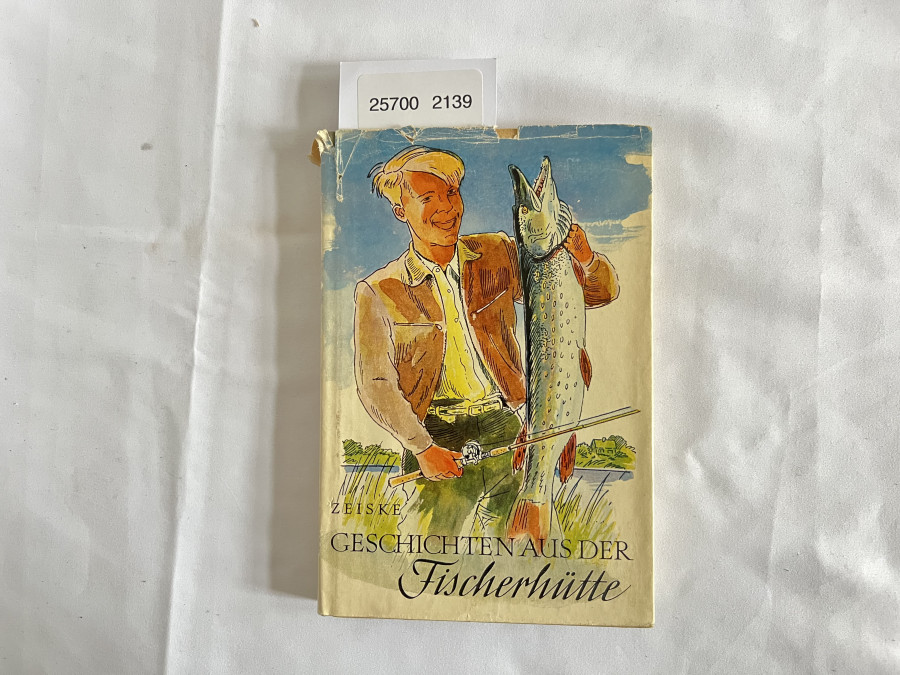 25700 2139
ZEISKE
GESCHICHTEN AUS DER
Fischerhütte